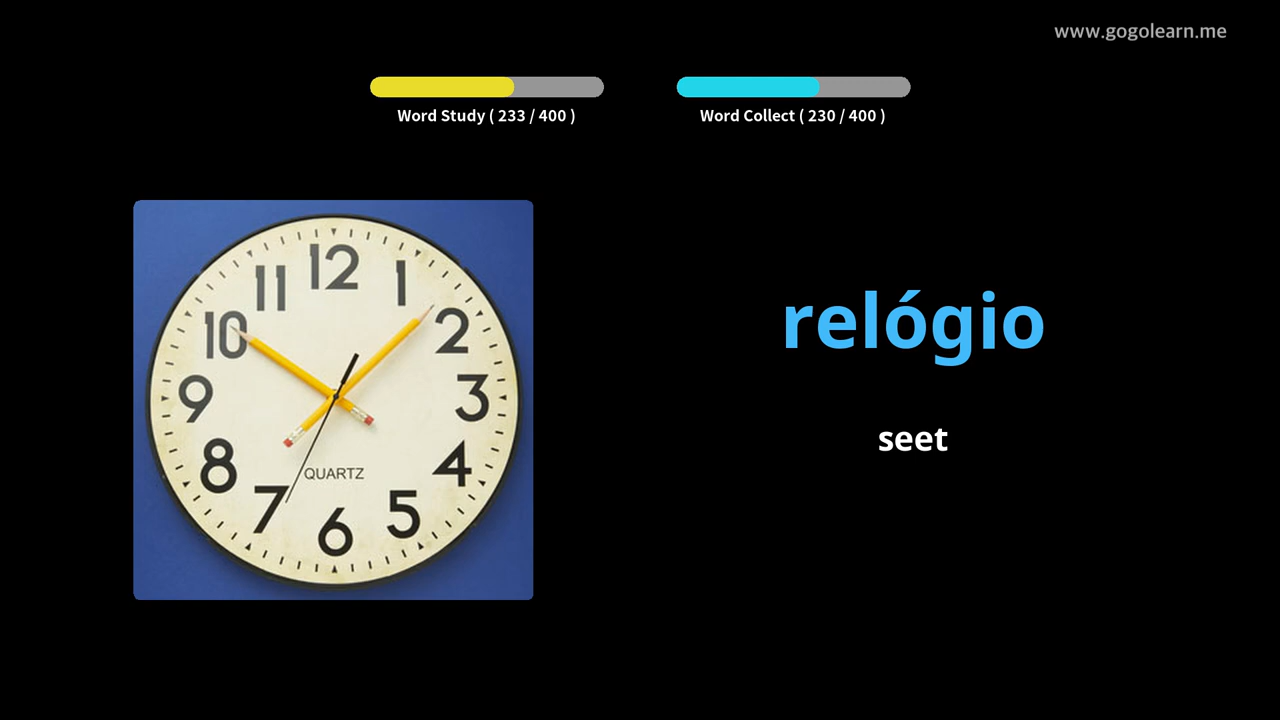 www.gogolearn.me
Word Study ( 233 / 400 )
Word Collect ( 230 / 400 )
12
11
1
10
2
9
3
8
4
7
5
6
QUARTZ
relógio
seet